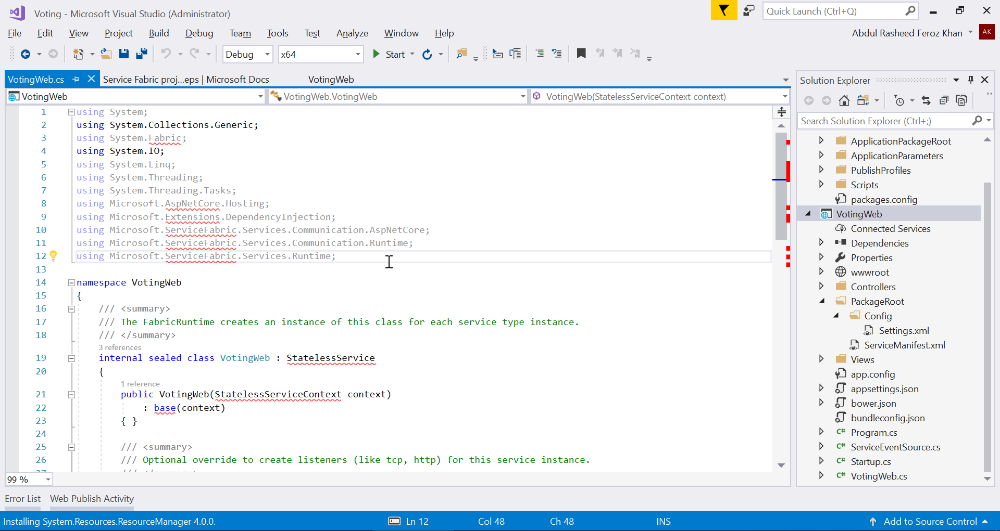 Voting - Microsoft Visual Studio (Administrator)
Quick Launch (Ctrl+Q)
File Edit View Project Build Debug Team Tools Test Analyze Window Help
Abdul Rasheed Feroz Khan AK
Debug x64 Start
VotingWeb.cs Service Fabric proj...eps | Microsoft Docs VotingWeb
VotingWeb VotingWeb.VotingWeb VotingWeb(StatelessServiceContext context)
1 using System;
2 using System.Collections.Generic;
3 using System.Fabric;
4 using System.IO;
5 using System.Linq;
6 using System.Threading;
7 using System.Threading.Tasks;
8 using Microsoft.AspNetCore.Hosting;
9 using Microsoft.Extensions.DependencyInjection;
10 using Microsoft.ServiceFabric.Services.Communication.AspNetCore;
11 using Microsoft.ServiceFabric.Services.Communication.Runtime;
12 using Microsoft.ServiceFabric.Services.Runtime;
13
14 namespace VotingWeb
15 {
16 /// <summary>
17 /// The FabricRuntime creates an instance of this class for each service type instance.
18 /// </summary>
3 references
19 internal sealed class VotingWeb : StatelessService
20 {
1 reference
21 public VotingWeb(StatelessServiceContext context)
22 : base(context)
23 { }
24
25 /// <summary>
26 /// Optional override to create listeners (like tcp, http) for this service instance.
99 %
Solution Explorer
Search Solution Explorer (Ctrl+;)
ApplicationPackageRoot
ApplicationParameters
PublishProfiles
Scripts
packages.config
VotingWeb
Connected Services
Dependencies
Properties
wwwroot
Controllers
PackageRoot
Config
Settings.xml
ServiceManifest.xml
Views
app.config
appsettings.json
bower.json
bundleconfig.json
C# Program.cs
C# ServiceEventSource.cs
C# Startup.cs
C# VotingWeb.cs
Error List Web Publish Activity
Installing System.Resources.ResourceManager 4.0.0. Ln 12 Col 48 Ch 48 INS Add to Source Control